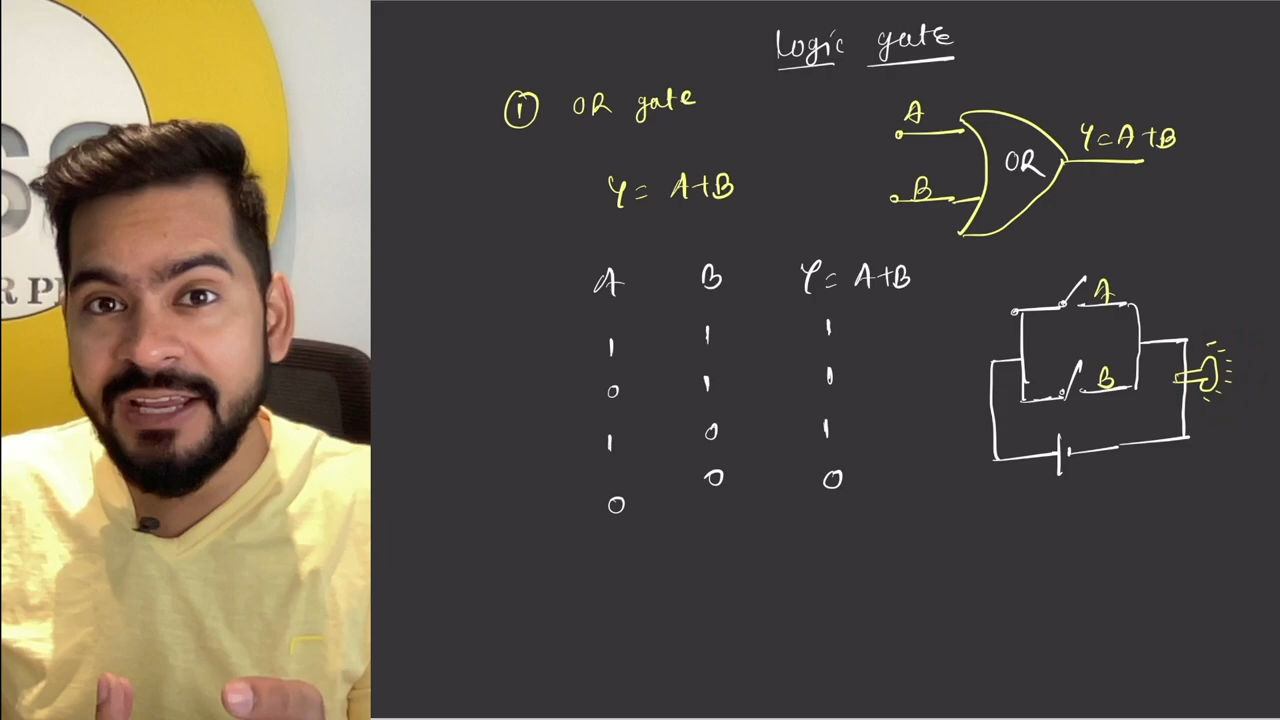 Logic gate
① OR gate
Y = A+B
A
B
OR
Y = A+B
A B Y = A+B
1 1 1
0 1 1
1 0 1
0 0 0
A
B
S
R P